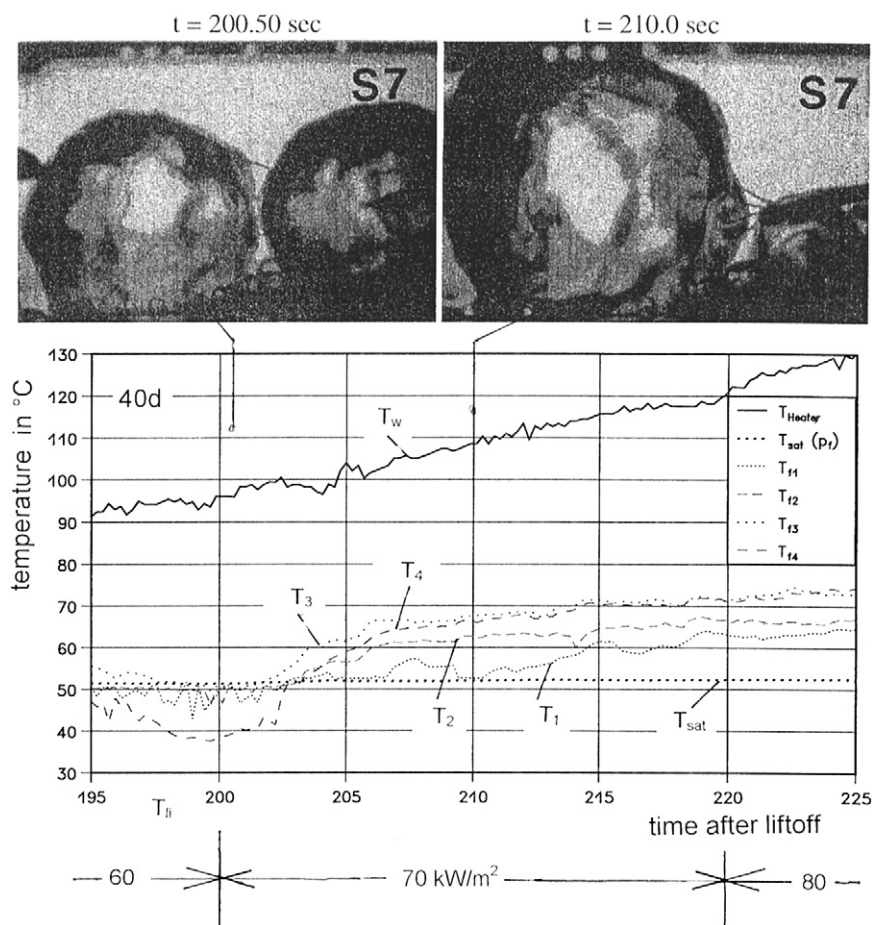 t = 200.50 sec
t = 210.0 sec
S7
S7
130
120
110
100
90
80
70
60
50
40
30
temperature in °C
40d
T_w
T_Heater
T_sat (p_f)
T_f1
T_f2
T_f3
T_f4
T_3
T_4
T_2
T_1
T_sat
195
200
205
210
215
220
225
T_fi
time after liftoff
60
70 kW/m²
80